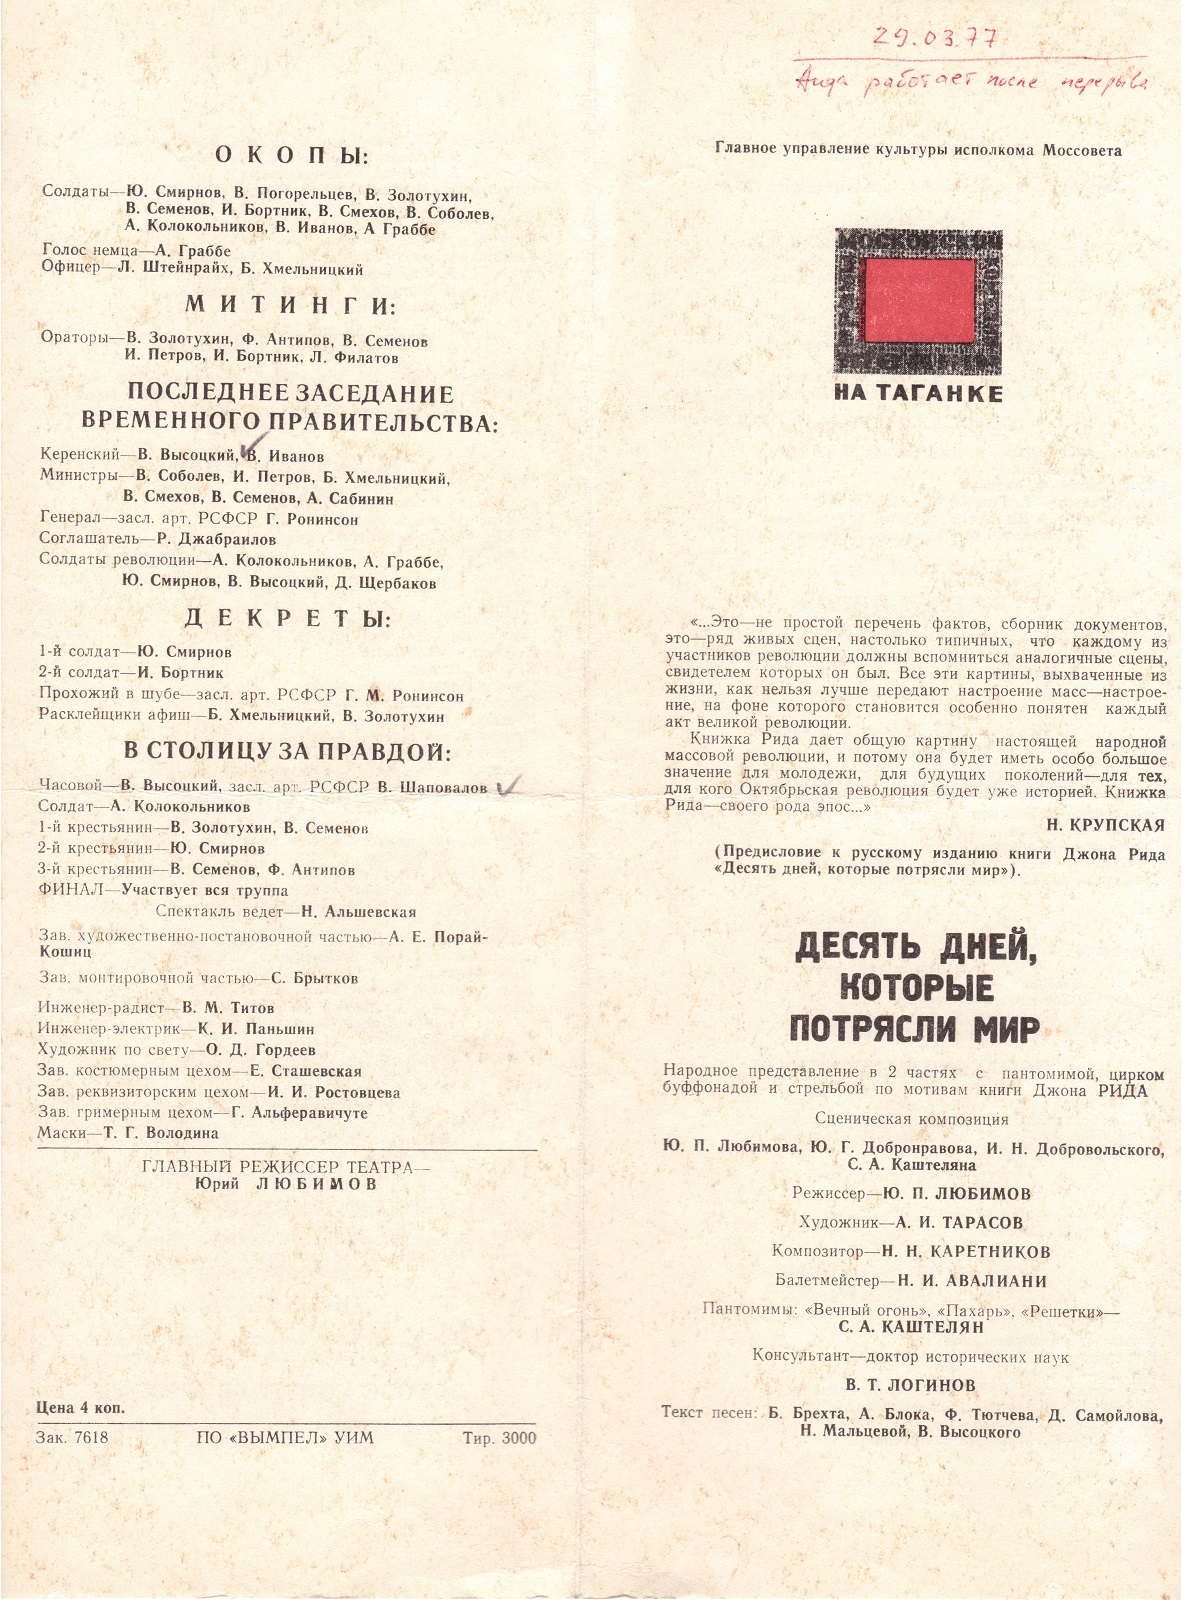 О К О П Ы:
Солдаты—Ю. Смирнов, В. Погорельцев, В. Золотухин,
В. Семенов, И. Бортник, В. Смехов, В. Соболев,
А. Колокольников, В. Иванов, А Граббе
Голос немца—А. Граббе
Офицер—Л. Штейнрайх, Б. Хмельницкий
М И Т И Н Г И:
Ораторы—В. Золотухин, Ф. Антипов, В. Семенов
И. Петров, И. Бортник, Л. Филатов
ПОСЛЕДНЕЕ ЗАСЕДАНИЕ
ВРЕМЕННОГО ПРАВИТЕЛЬСТВА:
Керенский—В. Высоцкий, В. Иванов
Министры—В. Соболев, И. Петров, Б. Хмельницкий,
В. Смехов, В. Семенов, А. Сабинин
Генерал—засл. арт. РСФСР Г. Ронинсон
Соглашатель—Р. Джабраилов
Солдаты революции—А. Колокольников, А. Граббе,
Ю. Смирнов, В. Высоцкий, Д. Щербаков
Д Е К Р Е Т Ы:
1-й солдат—Ю. Смирнов
2-й солдат—И. Бортник
Прохожий в шубе—засл. арт. РСФСР Г. М. Ронинсон
Расклейщики афиш—Б. Хмельницкий, В. Золотухин
В СТОЛИЦУ ЗА ПРАВДОЙ:
Часовой—В. Высоцкий, засл. арт. РСФСР В. Шаповалов
Солдат—А. Колокольников
1-й крестьянин—В. Золотухин, В. Семенов
2-й крестьянин—Ю. Смирнов
3-й крестьянин—В. Семенов, Ф. Антипов
ФИНАЛ—Участвует вся труппа
Спектакль ведет—Н. Альшевская
Зав. художественно-постановочной частью—А. Е. Порай-
Кошиц
Зав. монтировочной частью—С. Брытков
Инженер-радист—В. М. Титов
Инженер-электрик—К. И. Паньшин
Художник по свету—О. Д. Гордеев
Зав. костюмерным цехом—Е. Сташевская
Зав. реквизиторским цехом—И. И. Ростовцева
Зав. гримерным цехом—Г. Альферавичуте
Маски—Т. Г. Володина
ГЛАВНЫЙ РЕЖИССЕР ТЕАТРА—
Юрий Л Ю Б И М О В
Цена 4 коп.
Зак. 7618 ПО «ВЫМПЕЛ» УИМ Тир. 3000
29.03.77
Аида работает после перерыва
Главное управление культуры исполкома Моссовета
МОСКОВСКИЙ
НА ТАГАНКЕ
«...Это—не простой перечень фактов, сборник документов,
это—ряд живых сцен, настолько типичных, что каждому из
участников революции должны вспомниться аналогичные сцены,
свидетелем которых он был. Все эти картины, выхваченные из
жизни, как нельзя лучше передают настроение масс—настрое-
ние, на фоне которого становится особенно понятен каждый
акт великой революции.
Книжка Рида дает общую картину настоящей народной
массовой революции, и потому она будет иметь особо большое
значение для молодежи, для будущих поколений—для тех,
для кого Октябрьская революция будет уже историей. Книжка
Рида—своего рода эпос...»
Н. КРУПСКАЯ
(Предисловие к русскому изданию книги Джона Рида
«Десять дней, которые потрясли мир»).
ДЕСЯТЬ ДНЕЙ,
КОТОРЫЕ
ПОТРЯСЛИ МИР
Народное представление в 2 частях с пантомимой, цирком
буффонадой и стрельбой по мотивам книги Джона РИДА
Сценическая композиция
Ю. П. Любимова, Ю. Г. Добронравова, И. Н. Добровольского,
С. А. Каштеляна
Режиссер—Ю. П. ЛЮБИМОВ
Художник—А. И. ТАРАСОВ
Композитор—Н. Н. КАРЕТНИКОВ
Балетмейстер—Н. И. АВАЛИАНИ
Пантомимы: «Вечный огонь», «Пахарь», «Решетки»—
С. А. КАШТЕЛЯН
Консультант—доктор исторических наук
В. Т. ЛОГИНОВ
Текст песен: Б. Брехта, А. Блока, Ф. Тютчева, Д. Самойлова,
Н. Мальцевой, В. Высоцкого